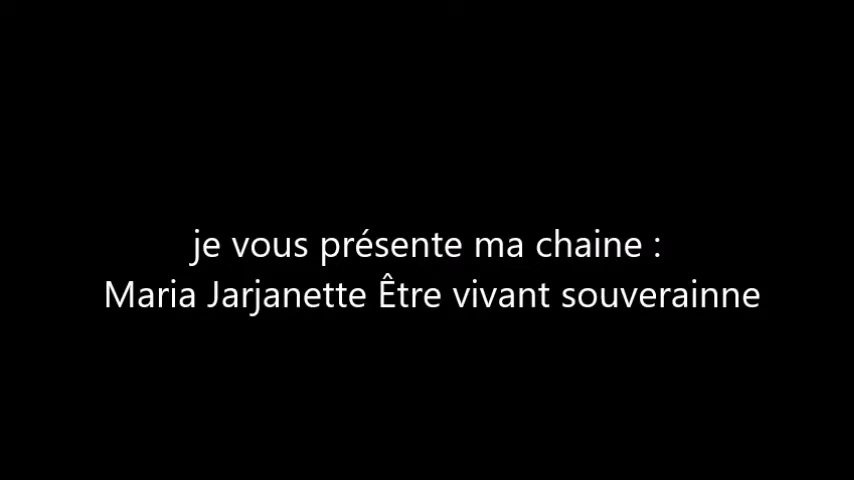 je vous présente ma chaine :
Maria Jarjanette Être vivant souverainne